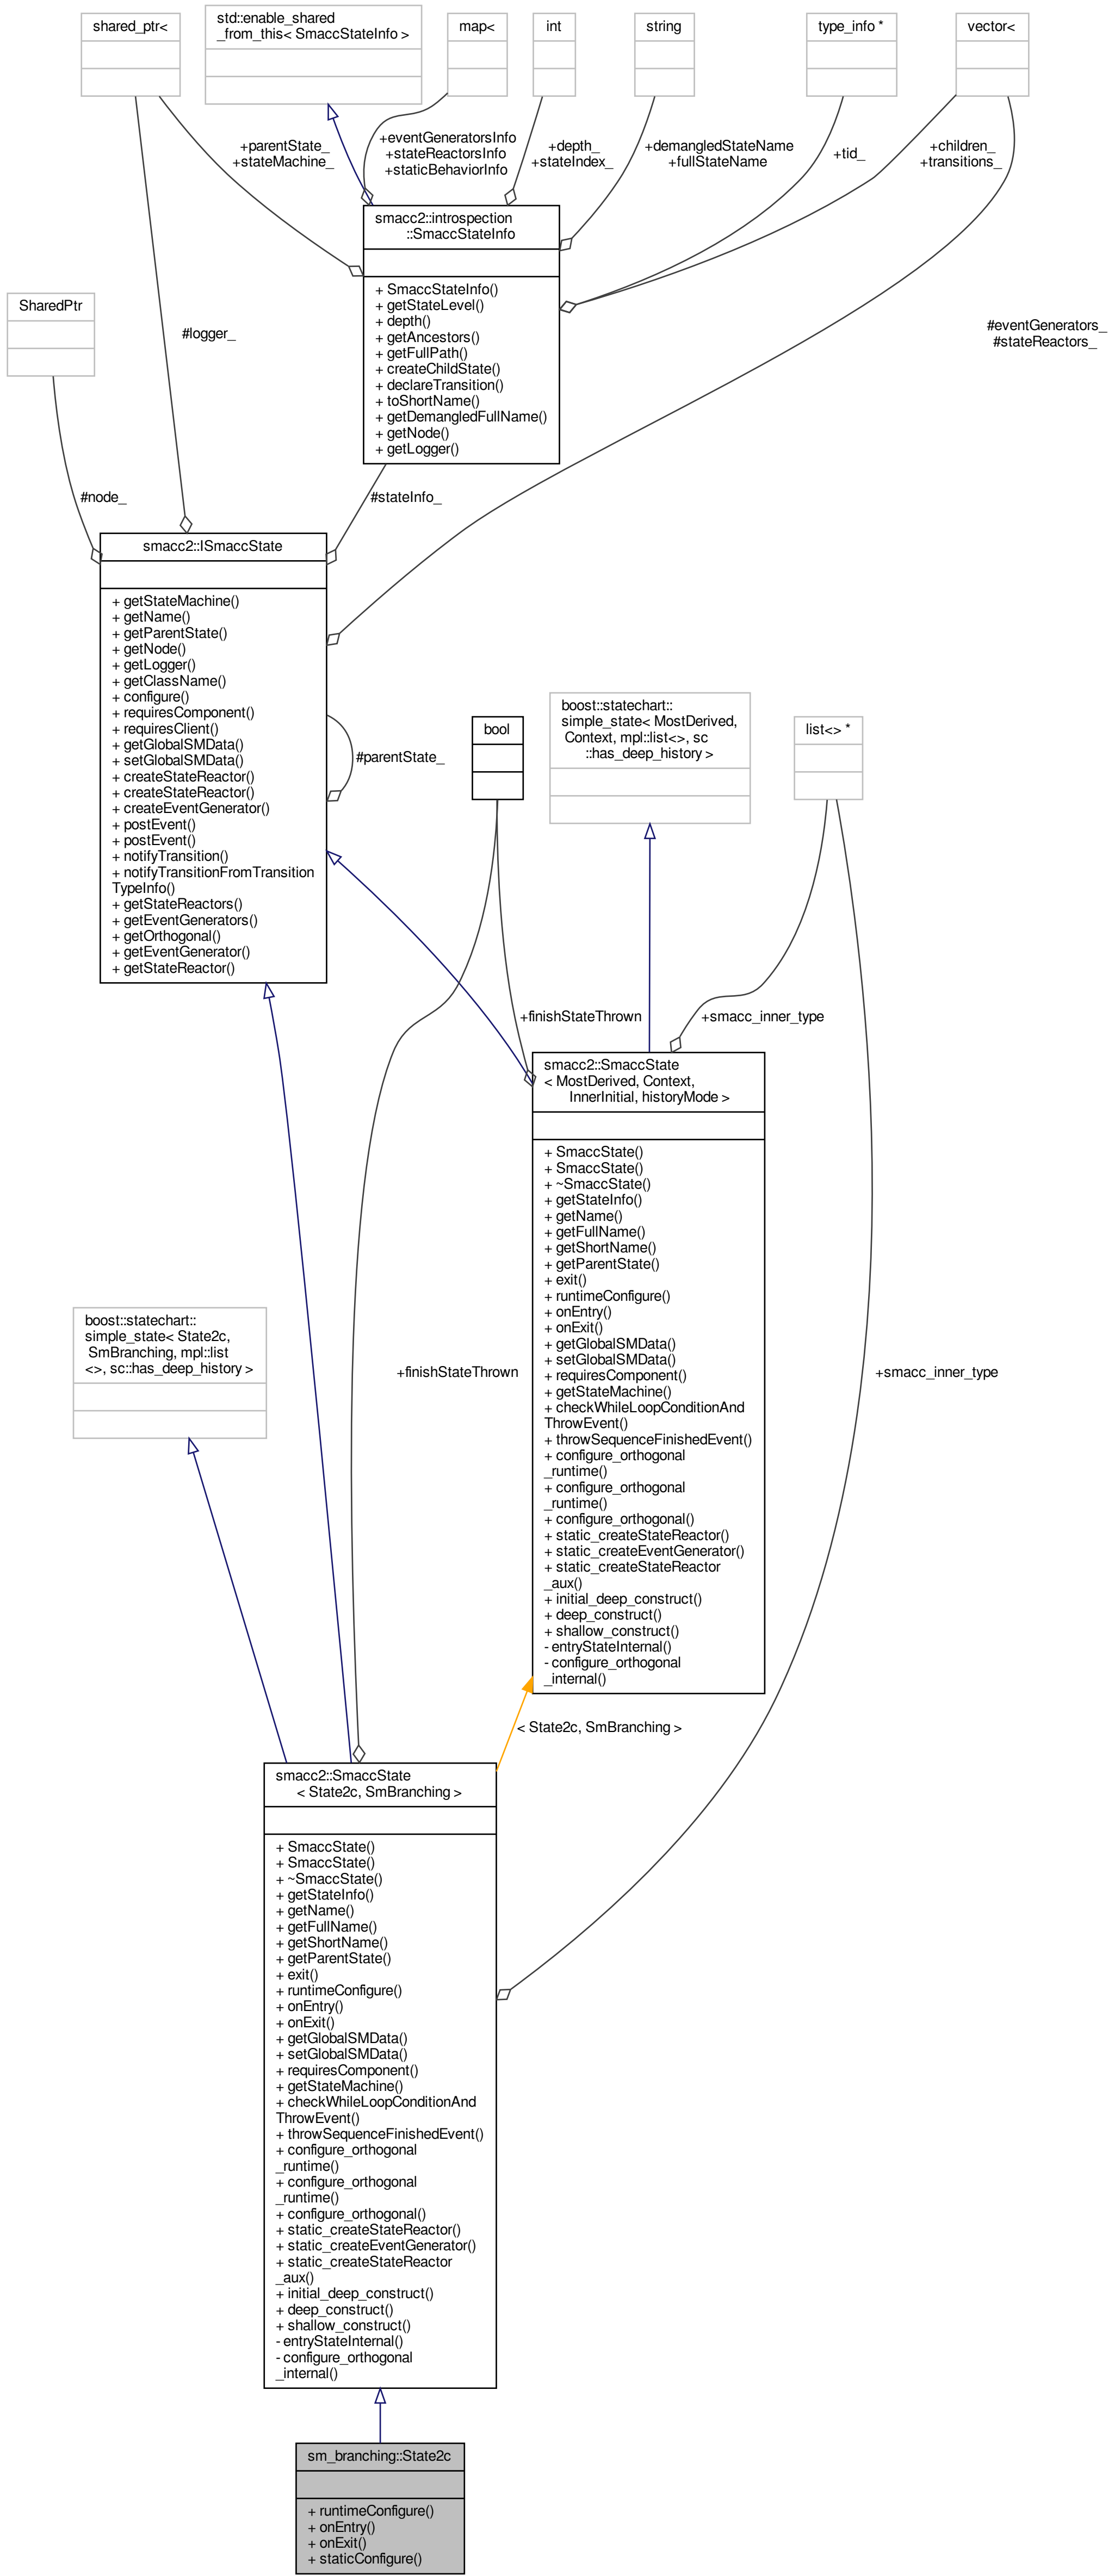 shared_ptr<
std::enable_shared
_from_this< SmaccStateInfo >
map<
int
string
type_info *
vector<
+parentState_
+stateMachine_
+eventGeneratorsInfo
+stateReactorsInfo
+staticBehaviorInfo
+depth_
+stateIndex_
+demangledStateName
+fullStateName
+tid_
+children_
+transitions_
smacc2::introspection
::SmaccStateInfo
+ SmaccStateInfo()
+ getStateLevel()
+ depth()
+ getAncestors()
+ getFullPath()
+ createChildState()
+ declareTransition()
+ toShortName()
+ getDemangledFullName()
+ getNode()
+ getLogger()
SharedPtr
#logger_
#eventGenerators_
#stateReactors_
#node_
#stateInfo_
smacc2::ISmaccState
+ getStateMachine()
+ getName()
+ getParentState()
+ getNode()
+ getLogger()
+ getClassName()
+ configure()
+ requiresComponent()
+ requiresClient()
+ getGlobalSMData()
+ setGlobalSMData()
+ createStateReactor()
+ createStateReactor()
+ createEventGenerator()
+ postEvent()
+ postEvent()
+ notifyTransition()
+ notifyTransitionFromTransition
TypeInfo()
+ getStateReactors()
+ getEventGenerators()
+ getOrthogonal()
+ getEventGenerator()
+ getStateReactor()
#parentState_
bool
boost::statechart::
simple_state< MostDerived,
Context, mpl::list<>, sc
::has_deep_history >
list<> *
+finishStateThrown
+smacc_inner_type
smacc2::SmaccState
< MostDerived, Context,
InnerInitial, historyMode >
+ SmaccState()
+ SmaccState()
+ ~SmaccState()
+ getStateInfo()
+ getName()
+ getFullName()
+ getShortName()
+ getParentState()
+ exit()
+ runtimeConfigure()
+ onEntry()
+ onExit()
+ getGlobalSMData()
+ setGlobalSMData()
+ requiresComponent()
+ getStateMachine()
+ checkWhileLoopConditionAnd
ThrowEvent()
+ throwSequenceFinishedEvent()
+ configure_orthogonal
_runtime()
+ configure_orthogonal
_runtime()
+ configure_orthogonal()
+ static_createStateReactor()
+ static_createEventGenerator()
+ static_createStateReactor
_aux()
+ initial_deep_construct()
+ deep_construct()
+ shallow_construct()
- entryStateInternal()
- configure_orthogonal
_internal()
boost::statechart::
simple_state< State2c,
SmBranching, mpl::list
<>, sc::has_deep_history >
+finishStateThrown
+smacc_inner_type
< State2c, SmBranching >
smacc2::SmaccState
< State2c, SmBranching >
+ SmaccState()
+ SmaccState()
+ ~SmaccState()
+ getStateInfo()
+ getName()
+ getFullName()
+ getShortName()
+ getParentState()
+ exit()
+ runtimeConfigure()
+ onEntry()
+ onExit()
+ getGlobalSMData()
+ setGlobalSMData()
+ requiresComponent()
+ getStateMachine()
+ checkWhileLoopConditionAnd
ThrowEvent()
+ throwSequenceFinishedEvent()
+ configure_orthogonal
_runtime()
+ configure_orthogonal
_runtime()
+ configure_orthogonal()
+ static_createStateReactor()
+ static_createEventGenerator()
+ static_createStateReactor
_aux()
+ initial_deep_construct()
+ deep_construct()
+ shallow_construct()
- entryStateInternal()
- configure_orthogonal
_internal()
sm_branching::State2c
+ runtimeConfigure()
+ onEntry()
+ onExit()
+ staticConfigure()